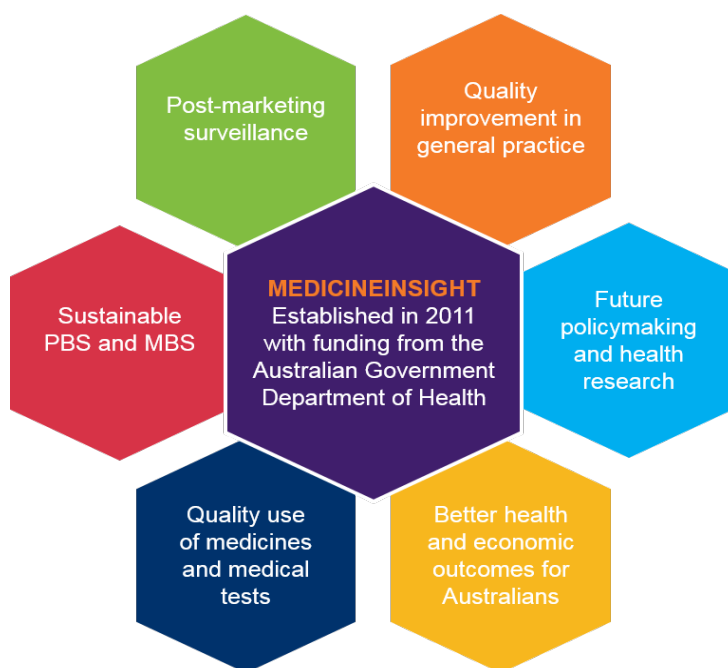 Post-marketing
surveillance
Quality
improvement in
general practice
Sustainable
PBS and MBS
MEDICINEINSIGHT
Established in 2011
with funding from the
Australian Government
Department of Health
Future
policymaking
and health
research
Quality use
of medicines
and medical
tests
Better health
and economic
outcomes for
Australians